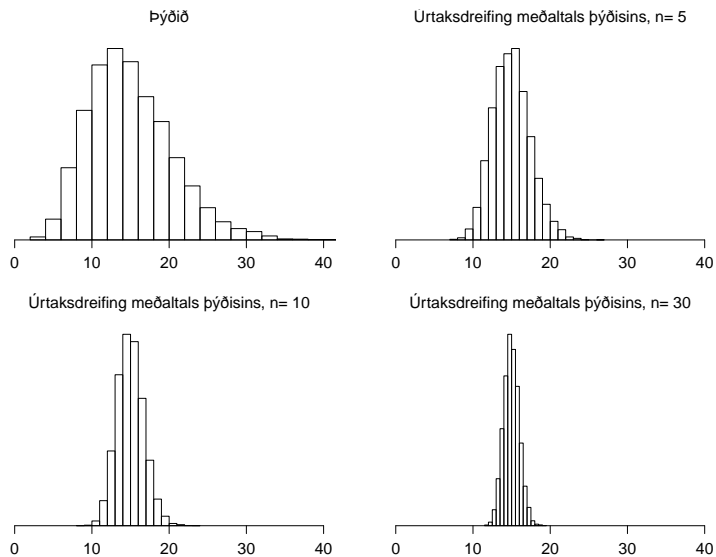 Þýðið
Úrtaksdreifing meðaltals þýðisins, n= 5
0 10 20 30 40
0 10 20 30 40
Úrtaksdreifing meðaltals þýðisins, n= 10
Úrtaksdreifing meðaltals þýðisins, n= 30
0 10 20 30 40
0 10 20 30 40